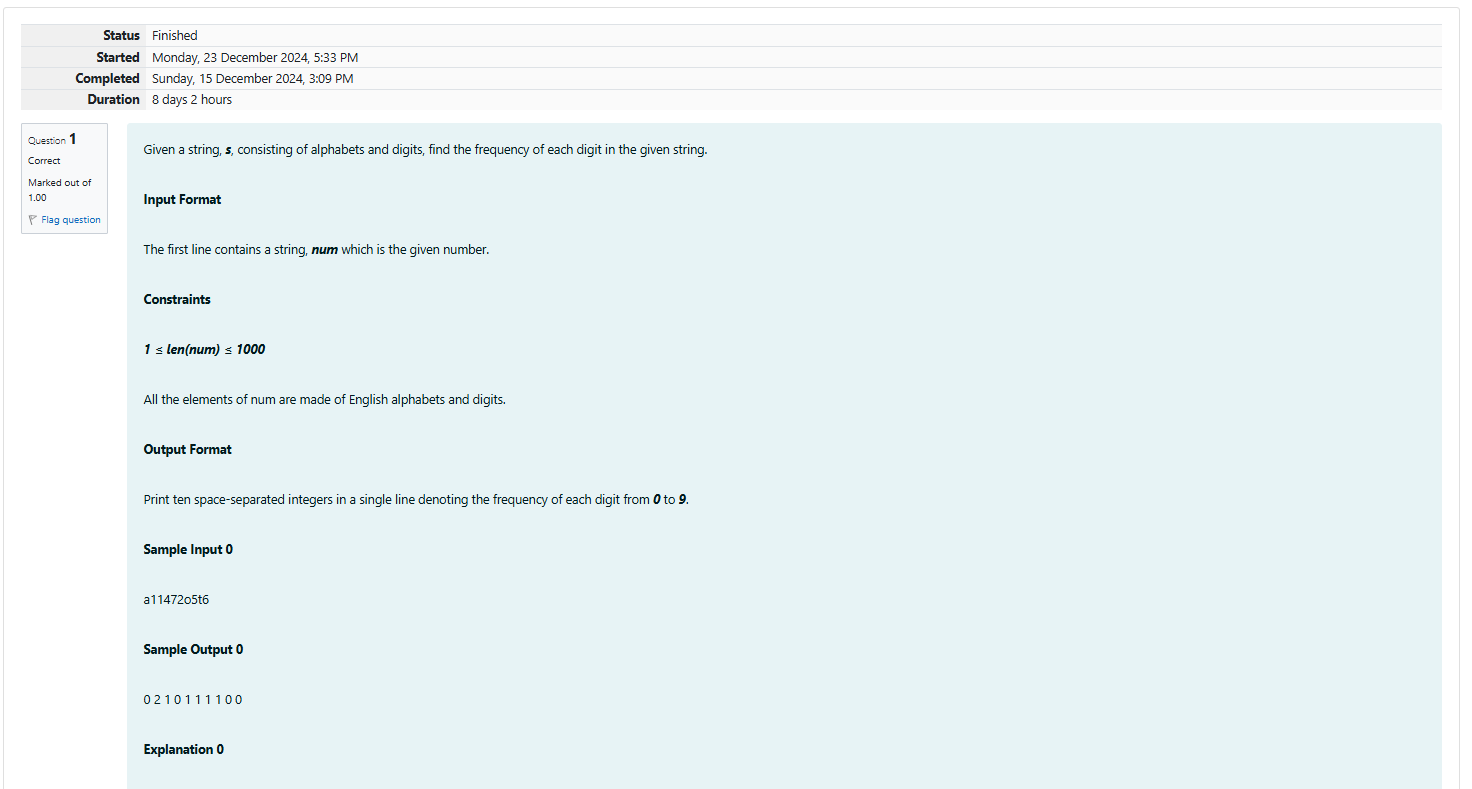 Status Finished
Started Monday, 23 December 2024, 5:33 PM
Completed Sunday, 15 December 2024, 3:09 PM
Duration 8 days 2 hours
Question 1
Correct
Marked out of
1.00
Flag question
Given a string, s, consisting of alphabets and digits, find the frequency of each digit in the given string.
Input Format
The first line contains a string, num which is the given number.
Constraints
1 ≤ len(num) ≤ 1000
All the elements of num are made of English alphabets and digits.
Output Format
Print ten space-separated integers in a single line denoting the frequency of each digit from 0 to 9.
Sample Input 0
a11472o5t6
Sample Output 0
0 2 1 0 1 1 1 1 0 0
Explanation 0